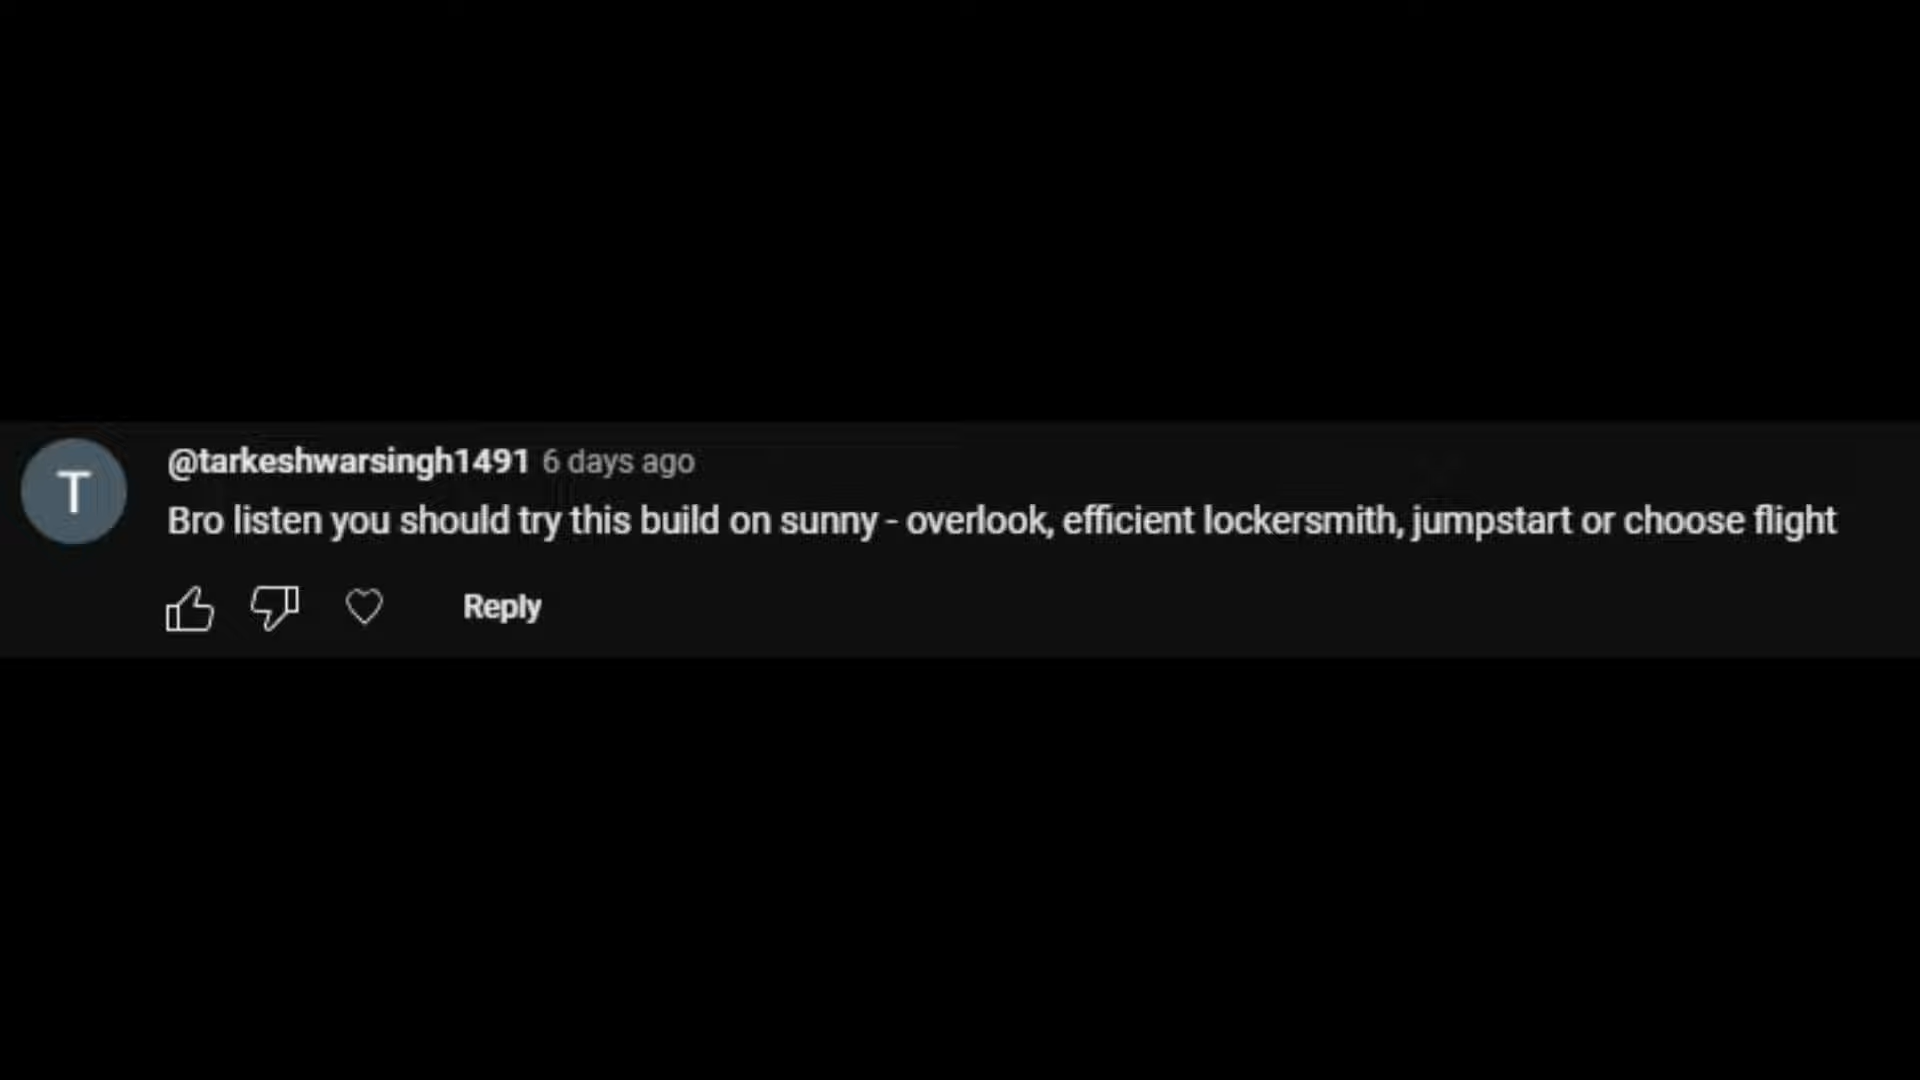 T
@tarkeshwarsingh1491 6 days ago
Bro listen you should try this build on sunny - overlook, efficient lockersmith, jumpstart or choose flight
Reply